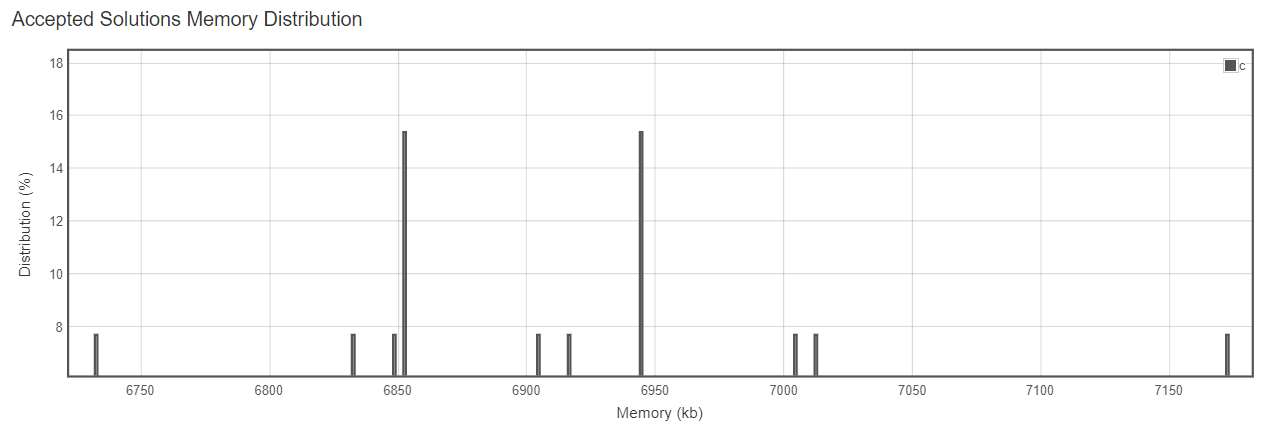 Accepted Solutions Memory Distribution
c
18
16
14
12
10
8
Distribution (%)
6750 6800 6850 6900 6950 7000 7050 7100 7150
Memory (kb)